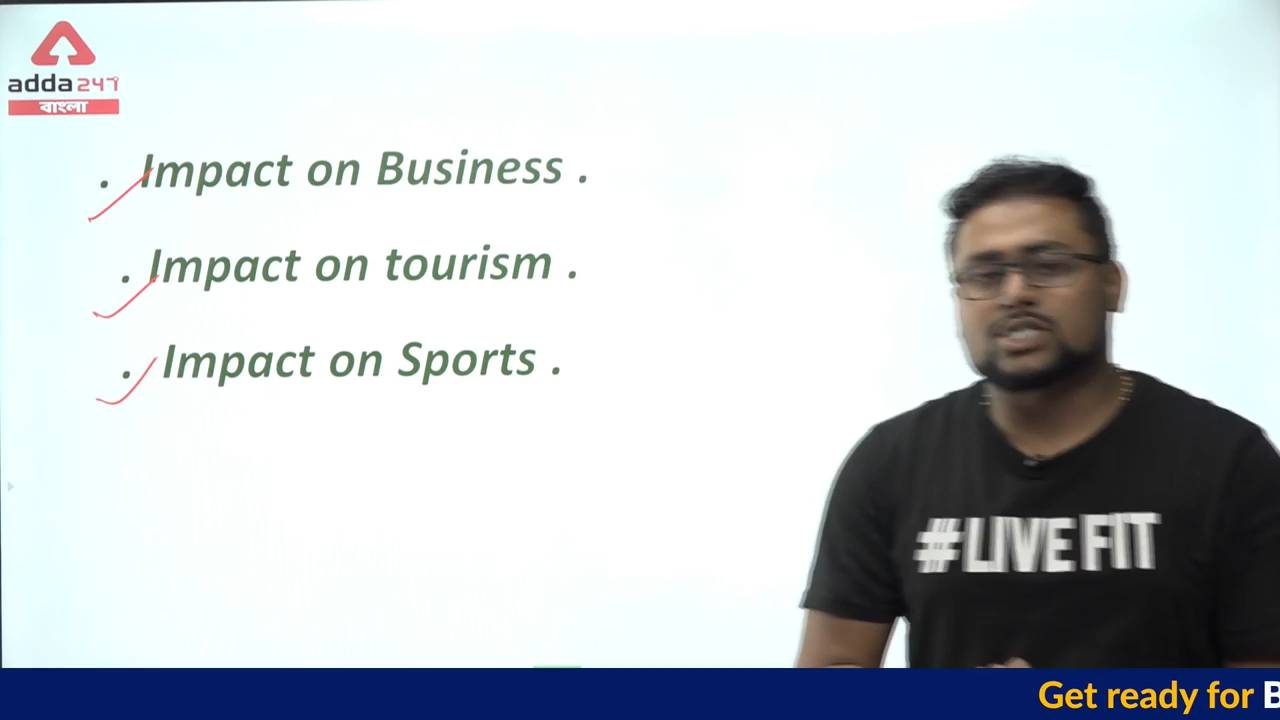 adda247
বাংলা
. Impact on Business .
. Impact on tourism .
. Impact on Sports .
#LIVE FIT
Get ready for B